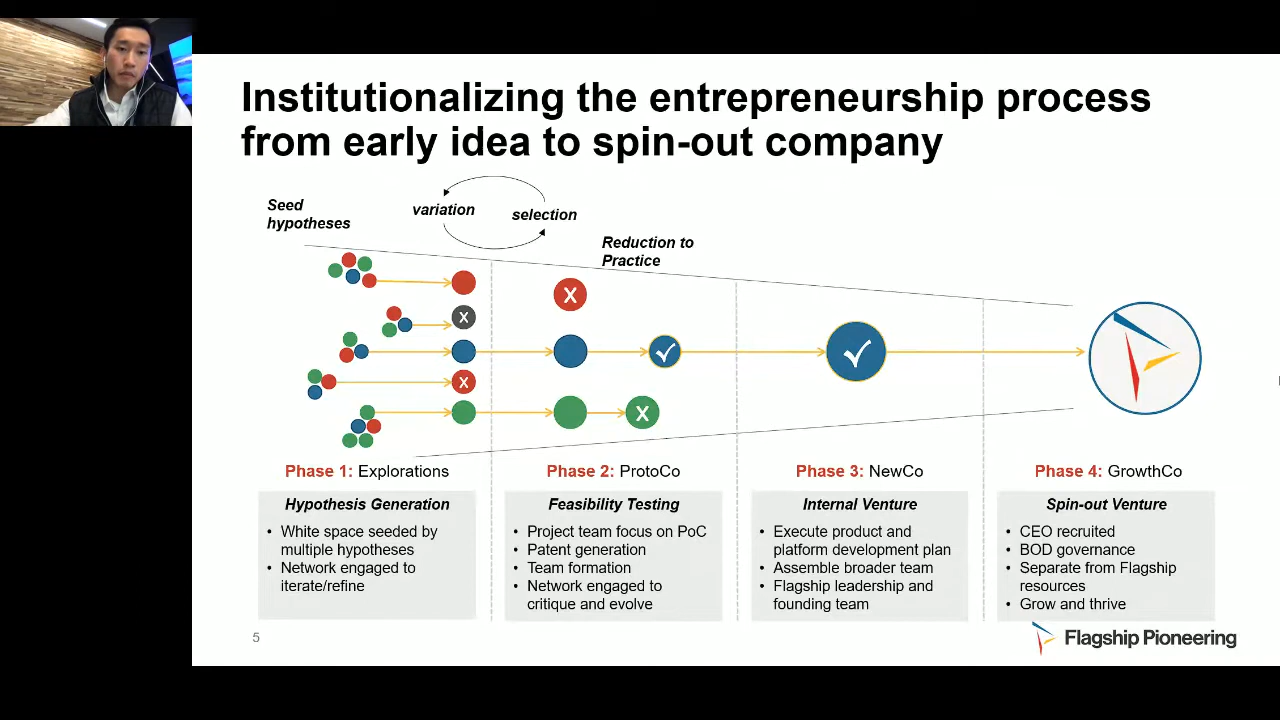 Institutionalizing the entrepreneurship process
from early idea to spin-out company
Seed
hypotheses
variation
selection
Reduction to
Practice
X
X
X
X
Phase 1: Explorations
Hypothesis Generation
• White space seeded by
multiple hypotheses
• Network engaged to
iterate/refine
Phase 2: ProtoCo
Feasibility Testing
• Project team focus on PoC
• Patent generation
• Team formation
• Network engaged to
critique and evolve
Phase 3: NewCo
Internal Venture
• Execute product and
platform development plan
• Assemble broader team
• Flagship leadership and
founding team
Phase 4: GrowthCo
Spin-out Venture
• CEO recruited
• BOD governance
• Separate from Flagship
resources
• Grow and thrive
5
Flagship Pioneering